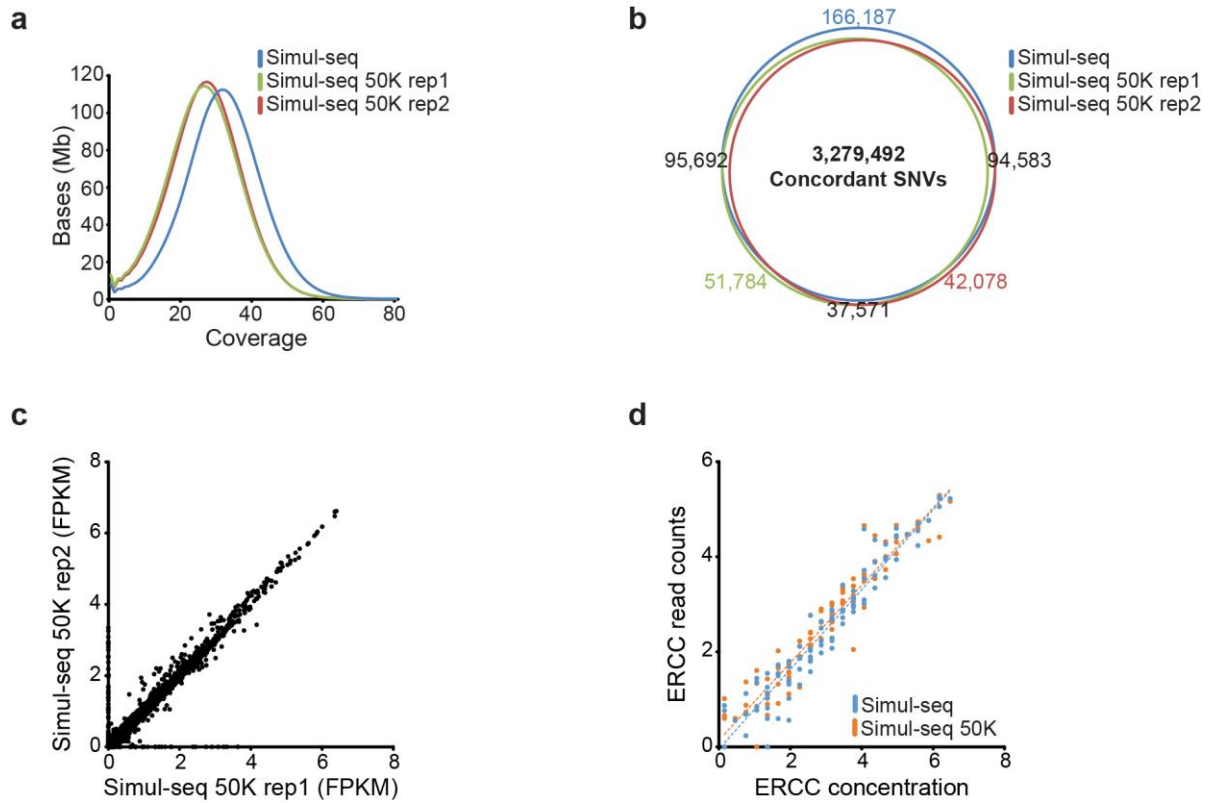 a
Simul-seq
Simul-seq 50K rep1
Simul-seq 50K rep2
120
100
80
60
40
20
0
Bases (Mb)
0 20 40 60 80
Coverage
b
166,187
Simul-seq
Simul-seq 50K rep1
Simul-seq 50K rep2
95,692
3,279,492
Concordant SNVs
94,583
51,784
37,571
42,078
c
8
6
4
2
0
Simul-seq 50K rep2 (FPKM)
0 2 4 6 8
Simul-seq 50K rep1 (FPKM)
d
6
4
2
0
ERCC read counts
Simul-seq
Simul-seq 50K
0 2 4 6 8
ERCC concentration